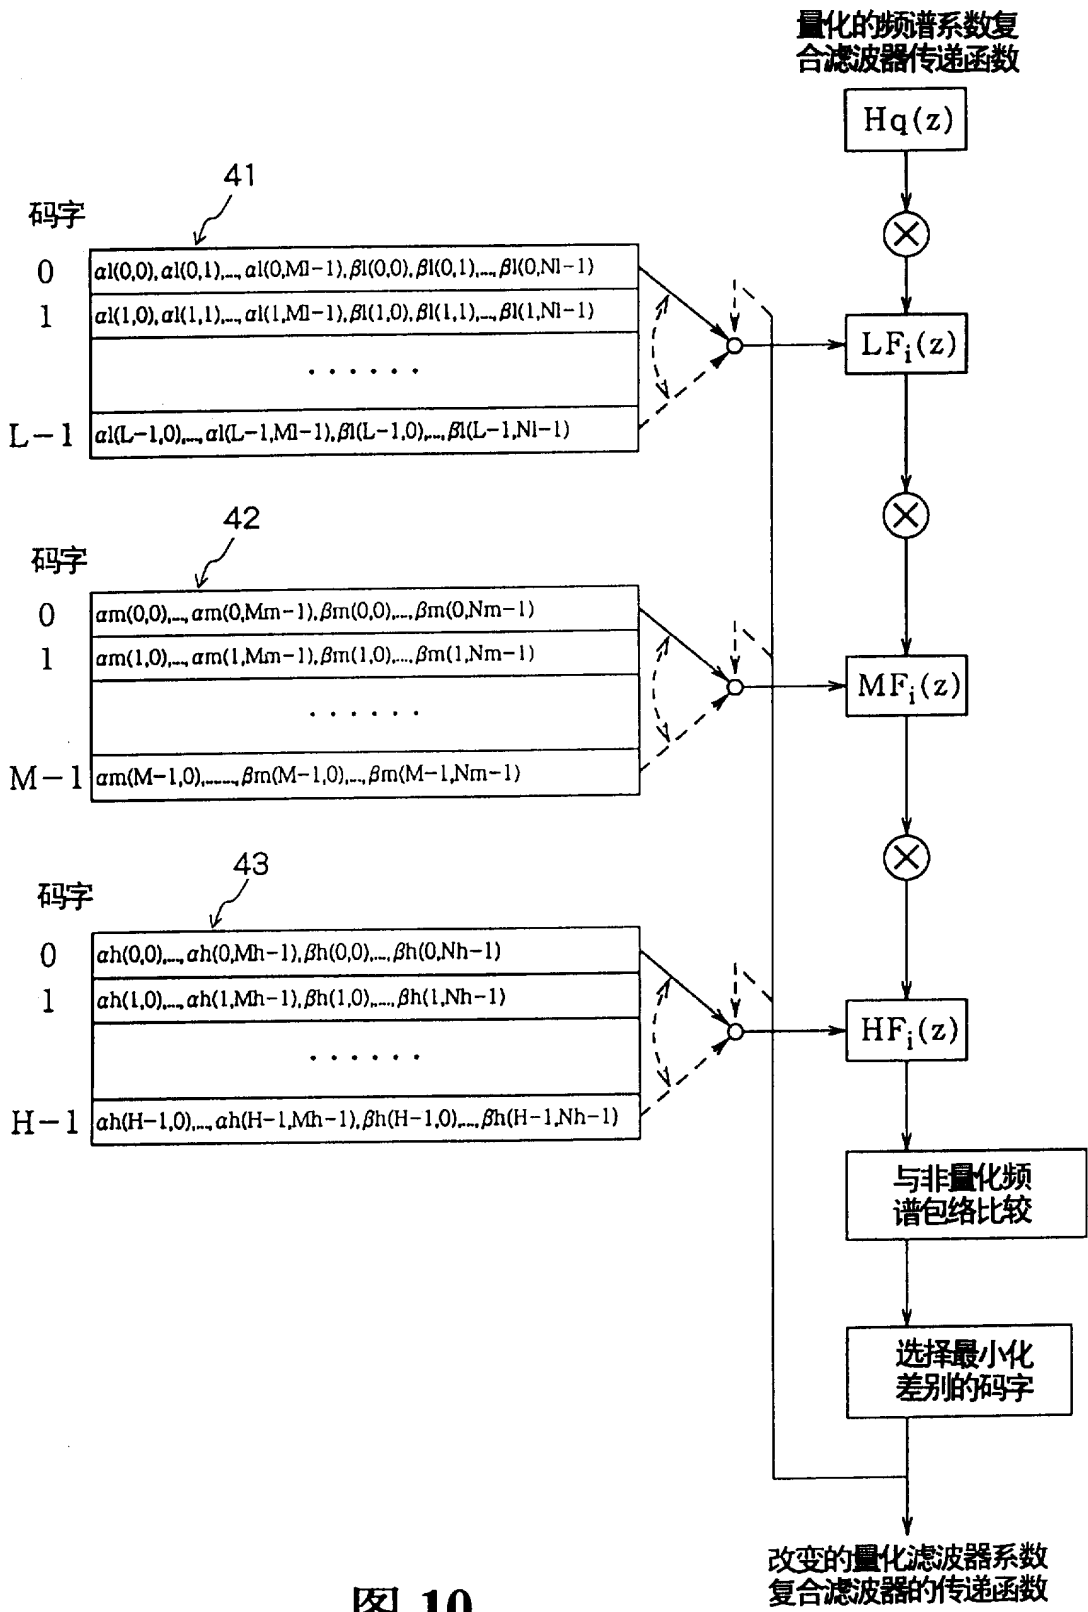 量化的频谱系数复
合滤波器传递函数
Hq(z)
41
码字
0 αl(0,0),αl(0,1),...,αl(0,Ml−1),βl(0,0),βl(0,1),...,βl(0,Nl−1)
1 αl(1,0),αl(1,1),...,αl(1,Ml−1),βl(1,0),βl(1,1),...,βl(1,Nl−1)
······
L−1 αl(L−1,0),...,αl(L−1,Ml−1),βl(L−1,0),...,βl(L−1,Nl−1)
LFi(z)
42
码字
0 αm(0,0),...,αm(0,Mm−1),βm(0,0),...,βm(0,Nm−1)
1 αm(1,0),...,αm(1,Mm−1),βm(1,0),...,βm(1,Nm−1)
······
M−1 αm(M−1,0),......,βm(M−1,0),...,βm(M−1,Nm−1)
MFi(z)
43
码字
0 αh(0,0),...,αh(0,Mh−1),βh(0,0),...,βh(0,Nh−1)
1 αh(1,0),...,αh(1,Mh−1),βh(1,0),...,βh(1,Nh−1)
······
H−1 αh(H−1,0),...,αh(H−1,Mh−1),βh(H−1,0),...,βh(H−1,Nh−1)
HFi(z)
与非量化频
谱包络比较
选择最小化
差别的码字
改变的量化滤波器系数
复合滤波器的传递函数
图 10